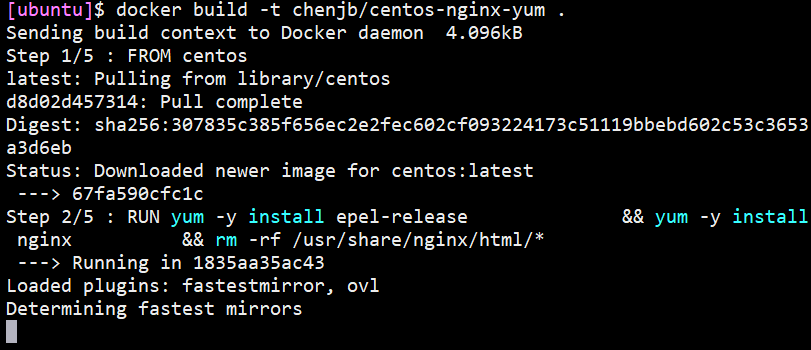 [ubuntu]$ docker build -t chenjb/centos-nginx-yum .
Sending build context to Docker daemon  4.096kB
Step 1/5 : FROM centos
latest: Pulling from library/centos
d8d02d457314: Pull complete
Digest: sha256:307835c385f656ec2e2fec602cf093224173c51119bbebd602c53c3653
a3d6eb
Status: Downloaded newer image for centos:latest
 ---> 67fa590cfc1c
Step 2/5 : RUN yum -y install epel-release             && yum -y install
 nginx         && rm -rf /usr/share/nginx/html/*
 ---> Running in 1835aa35ac43
Loaded plugins: fastestmirror, ovl
Determining fastest mirrors